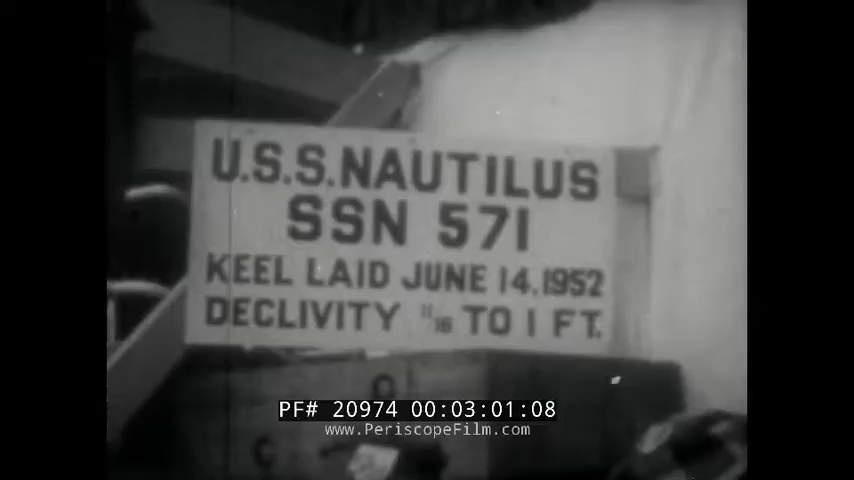 U.S.S. NAUTILUS
SSN 571
KEEL LAID JUNE 14, 1952
DECLIVITY 11/16 TO 1 FT.
PF# 20974 00:03:01:08
www.PeriscopeFilm.com